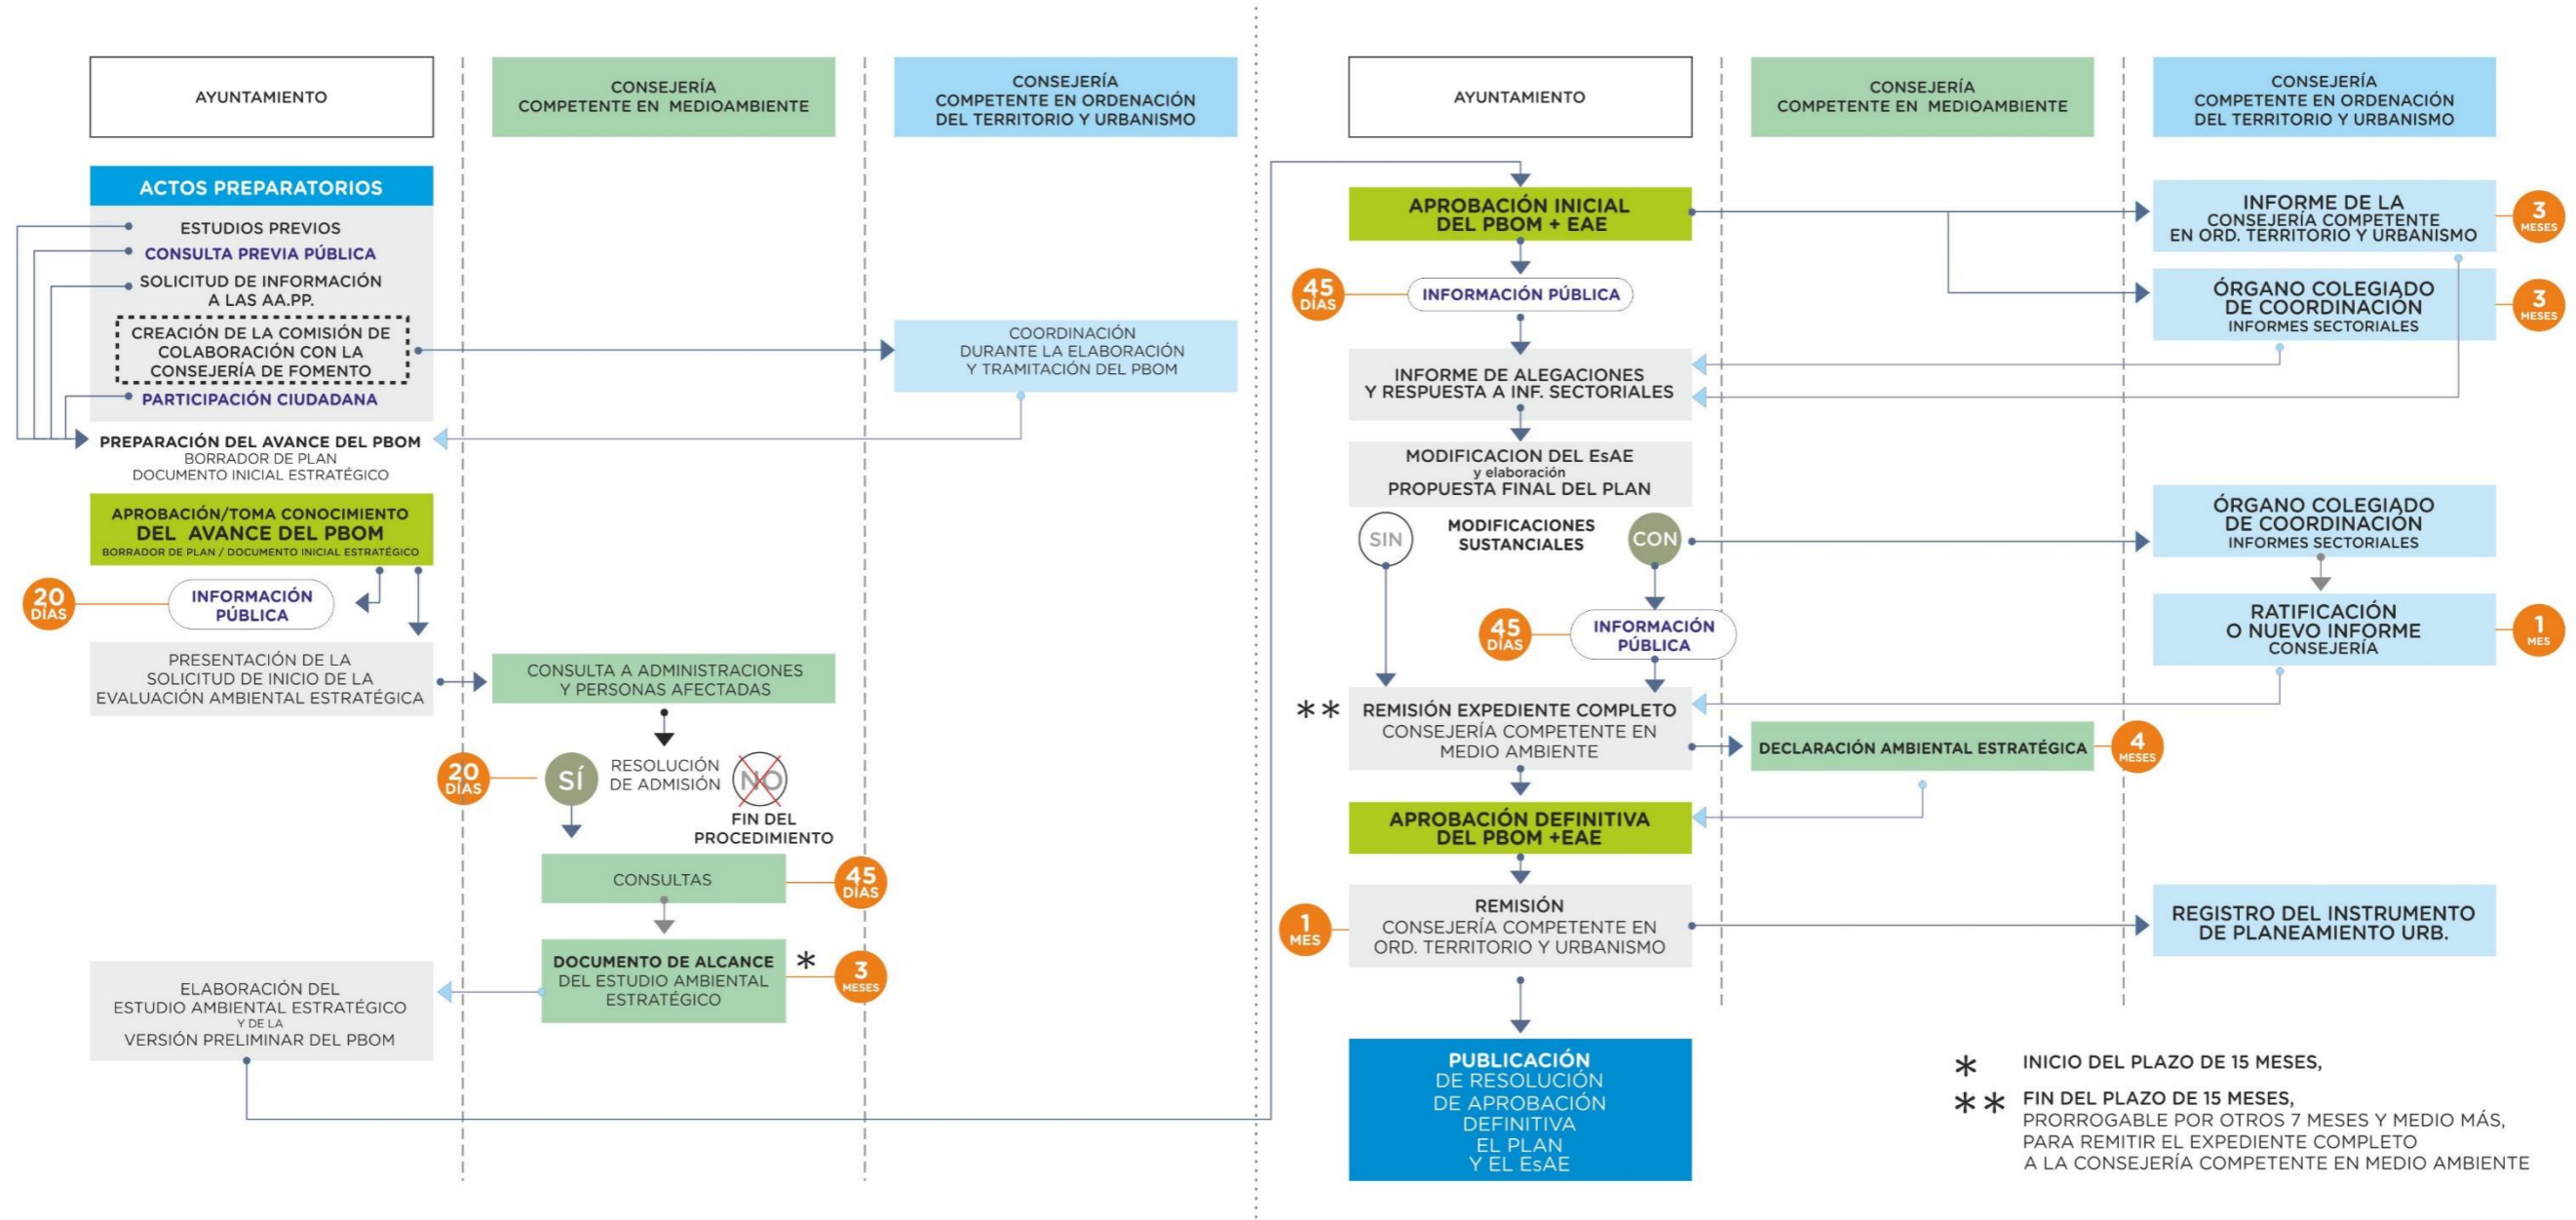 AYUNTAMIENTO
CONSEJERÍA
COMPETENTE EN MEDIOAMBIENTE
CONSEJERÍA
COMPETENTE EN ORDENACIÓN
DEL TERRITORIO Y URBANISMO
ACTOS PREPARATORIOS
ESTUDIOS PREVIOS
CONSULTA PREVIA PÚBLICA
SOLICITUD DE INFORMACIÓN
A LAS AA.PP.
CREACIÓN DE LA COMISIÓN DE
COLABORACIÓN CON LA
CONSEJERÍA DE FOMENTO
PARTICIPACIÓN CIUDADANA
COORDINACIÓN
DURANTE LA ELABORACIÓN
Y TRAMITACIÓN DEL PBOM
PREPARACIÓN DEL AVANCE DEL PBOM
BORRADOR DE PLAN
DOCUMENTO INICIAL ESTRATÉGICO
APROBACIÓN/TOMA CONOCIMIENTO
DEL AVANCE DEL PBOM
BORRADOR DE PLAN / DOCUMENTO INICIAL ESTRATÉGICO
20
DÍAS
INFORMACIÓN
PÚBLICA
PRESENTACIÓN DE LA
SOLICITUD DE INICIO DE LA
EVALUACIÓN AMBIENTAL ESTRATÉGICA
CONSULTA A ADMINISTRACIONES
Y PERSONAS AFECTADAS
20
DÍAS
SÍ
RESOLUCIÓN
DE ADMISIÓN
NO
FIN DEL
PROCEDIMIENTO
CONSULTAS
45
DÍAS
DOCUMENTO DE ALCANCE
DEL ESTUDIO AMBIENTAL
ESTRATÉGICO
*
3
MESES
ELABORACIÓN DEL
ESTUDIO AMBIENTAL ESTRATÉGICO
Y DE LA
VERSIÓN PRELIMINAR DEL PBOM
AYUNTAMIENTO
CONSEJERÍA
COMPETENTE EN MEDIOAMBIENTE
CONSEJERÍA
COMPETENTE EN ORDENACIÓN
DEL TERRITORIO Y URBANISMO
APROBACIÓN INICIAL
DEL PBOM + EAE
INFORME DE LA
CONSEJERÍA COMPETENTE
EN ORD. TERRITORIO Y URBANISMO
3
MESES
45
DÍAS
INFORMACIÓN PÚBLICA
ÓRGANO COLEGIADO
DE COORDINACIÓN
INFORMES SECTORIALES
3
MESES
INFORME DE ALEGACIONES
Y RESPUESTA A INF. SECTORIALES
MODIFICACION DEL EsAE
y elaboración
PROPUESTA FINAL DEL PLAN
SIN
MODIFICACIONES
SUSTANCIALES
CON
ÓRGANO COLEGIADO
DE COORDINACIÓN
INFORMES SECTORIALES
45
DÍAS
INFORMACIÓN
PÚBLICA
RATIFICACIÓN
O NUEVO INFORME
CONSEJERÍA
1
MES
**
REMISIÓN EXPEDIENTE COMPLETO
CONSEJERÍA COMPETENTE EN
MEDIO AMBIENTE
DECLARACIÓN AMBIENTAL ESTRATÉGICA
4
MESES
APROBACIÓN DEFINITIVA
DEL PBOM +EAE
1
MES
REMISIÓN
CONSEJERÍA COMPETENTE EN
ORD. TERRITORIO Y URBANISMO
REGISTRO DEL INSTRUMENTO
DE PLANEAMIENTO URB.
PUBLICACIÓN
DE RESOLUCIÓN
DE APROBACIÓN
DEFINITIVA
EL PLAN
Y EL EsAE
* INICIO DEL PLAZO DE 15 MESES,
** FIN DEL PLAZO DE 15 MESES,
PRORROGABLE POR OTROS 7 MESES Y MEDIO MÁS,
PARA REMITIR EL EXPEDIENTE COMPLETO
A LA CONSEJERÍA COMPETENTE EN MEDIO AMBIENTE